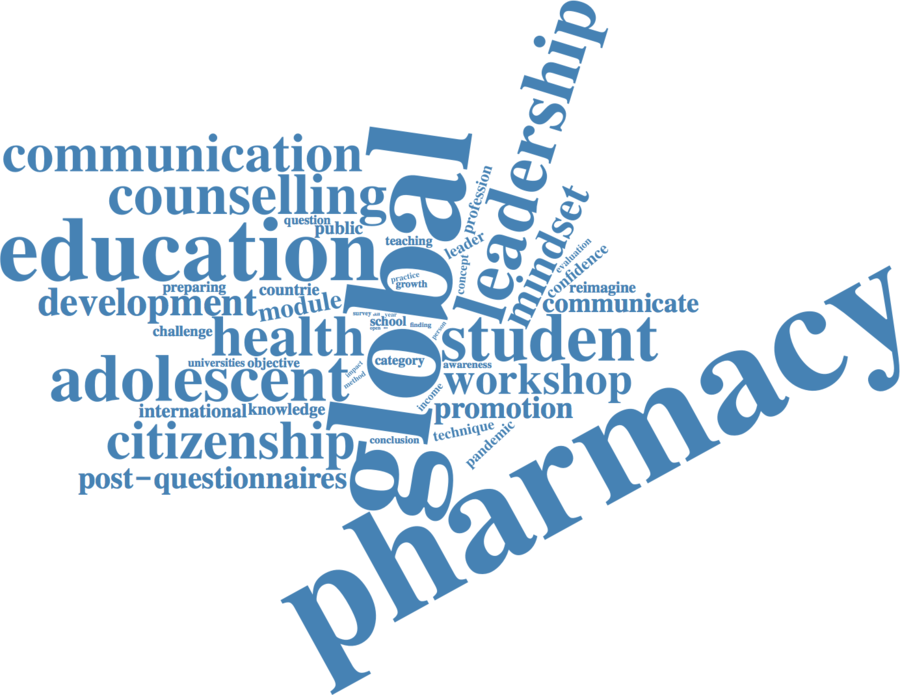 leadership
communication
global
counselling
profession
mindset
question
public
education
teaching
leader
evaluation
confidence
concept
practice
growth
preparing
countrie
reimagine
development
module
communicate
survey
an
year
school
finding
open
person
challenge
health
student
category
universities
objective
impact
method
awareness
adolescent
workshop
income
international
knowledge
promotion
pharmacy
technique
pandemic
citizenship
conclusion
post-questionnaires